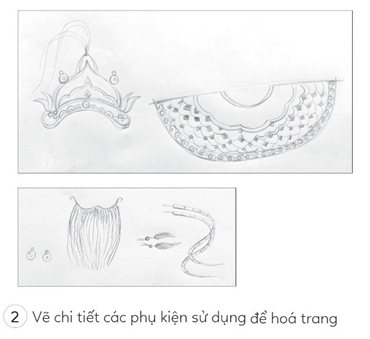 2 Vẽ chi tiết các phụ kiện sử dụng để hoá trang